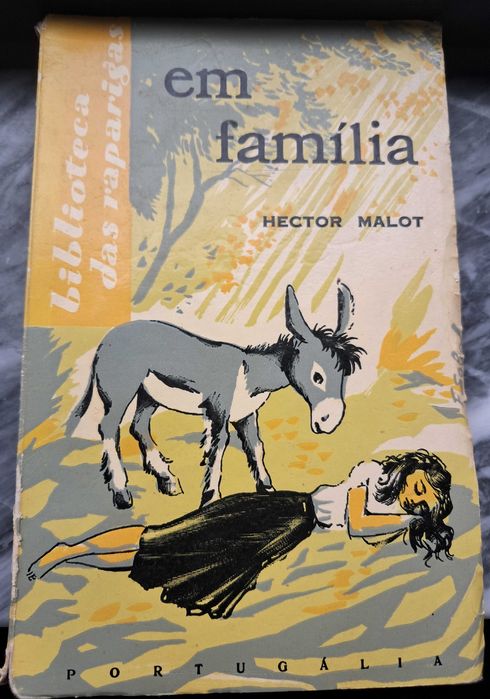 biblioteca
das raparigas
em
família
HECTOR MALOT
PORTUGÁLIA